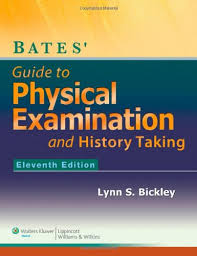 BATES'
Guide to
Physical
Examination
and History Taking
Eleventh Edition
Lynn S. Bickley
Wolters Kluwer
Lippincott
Williams & Wilkins